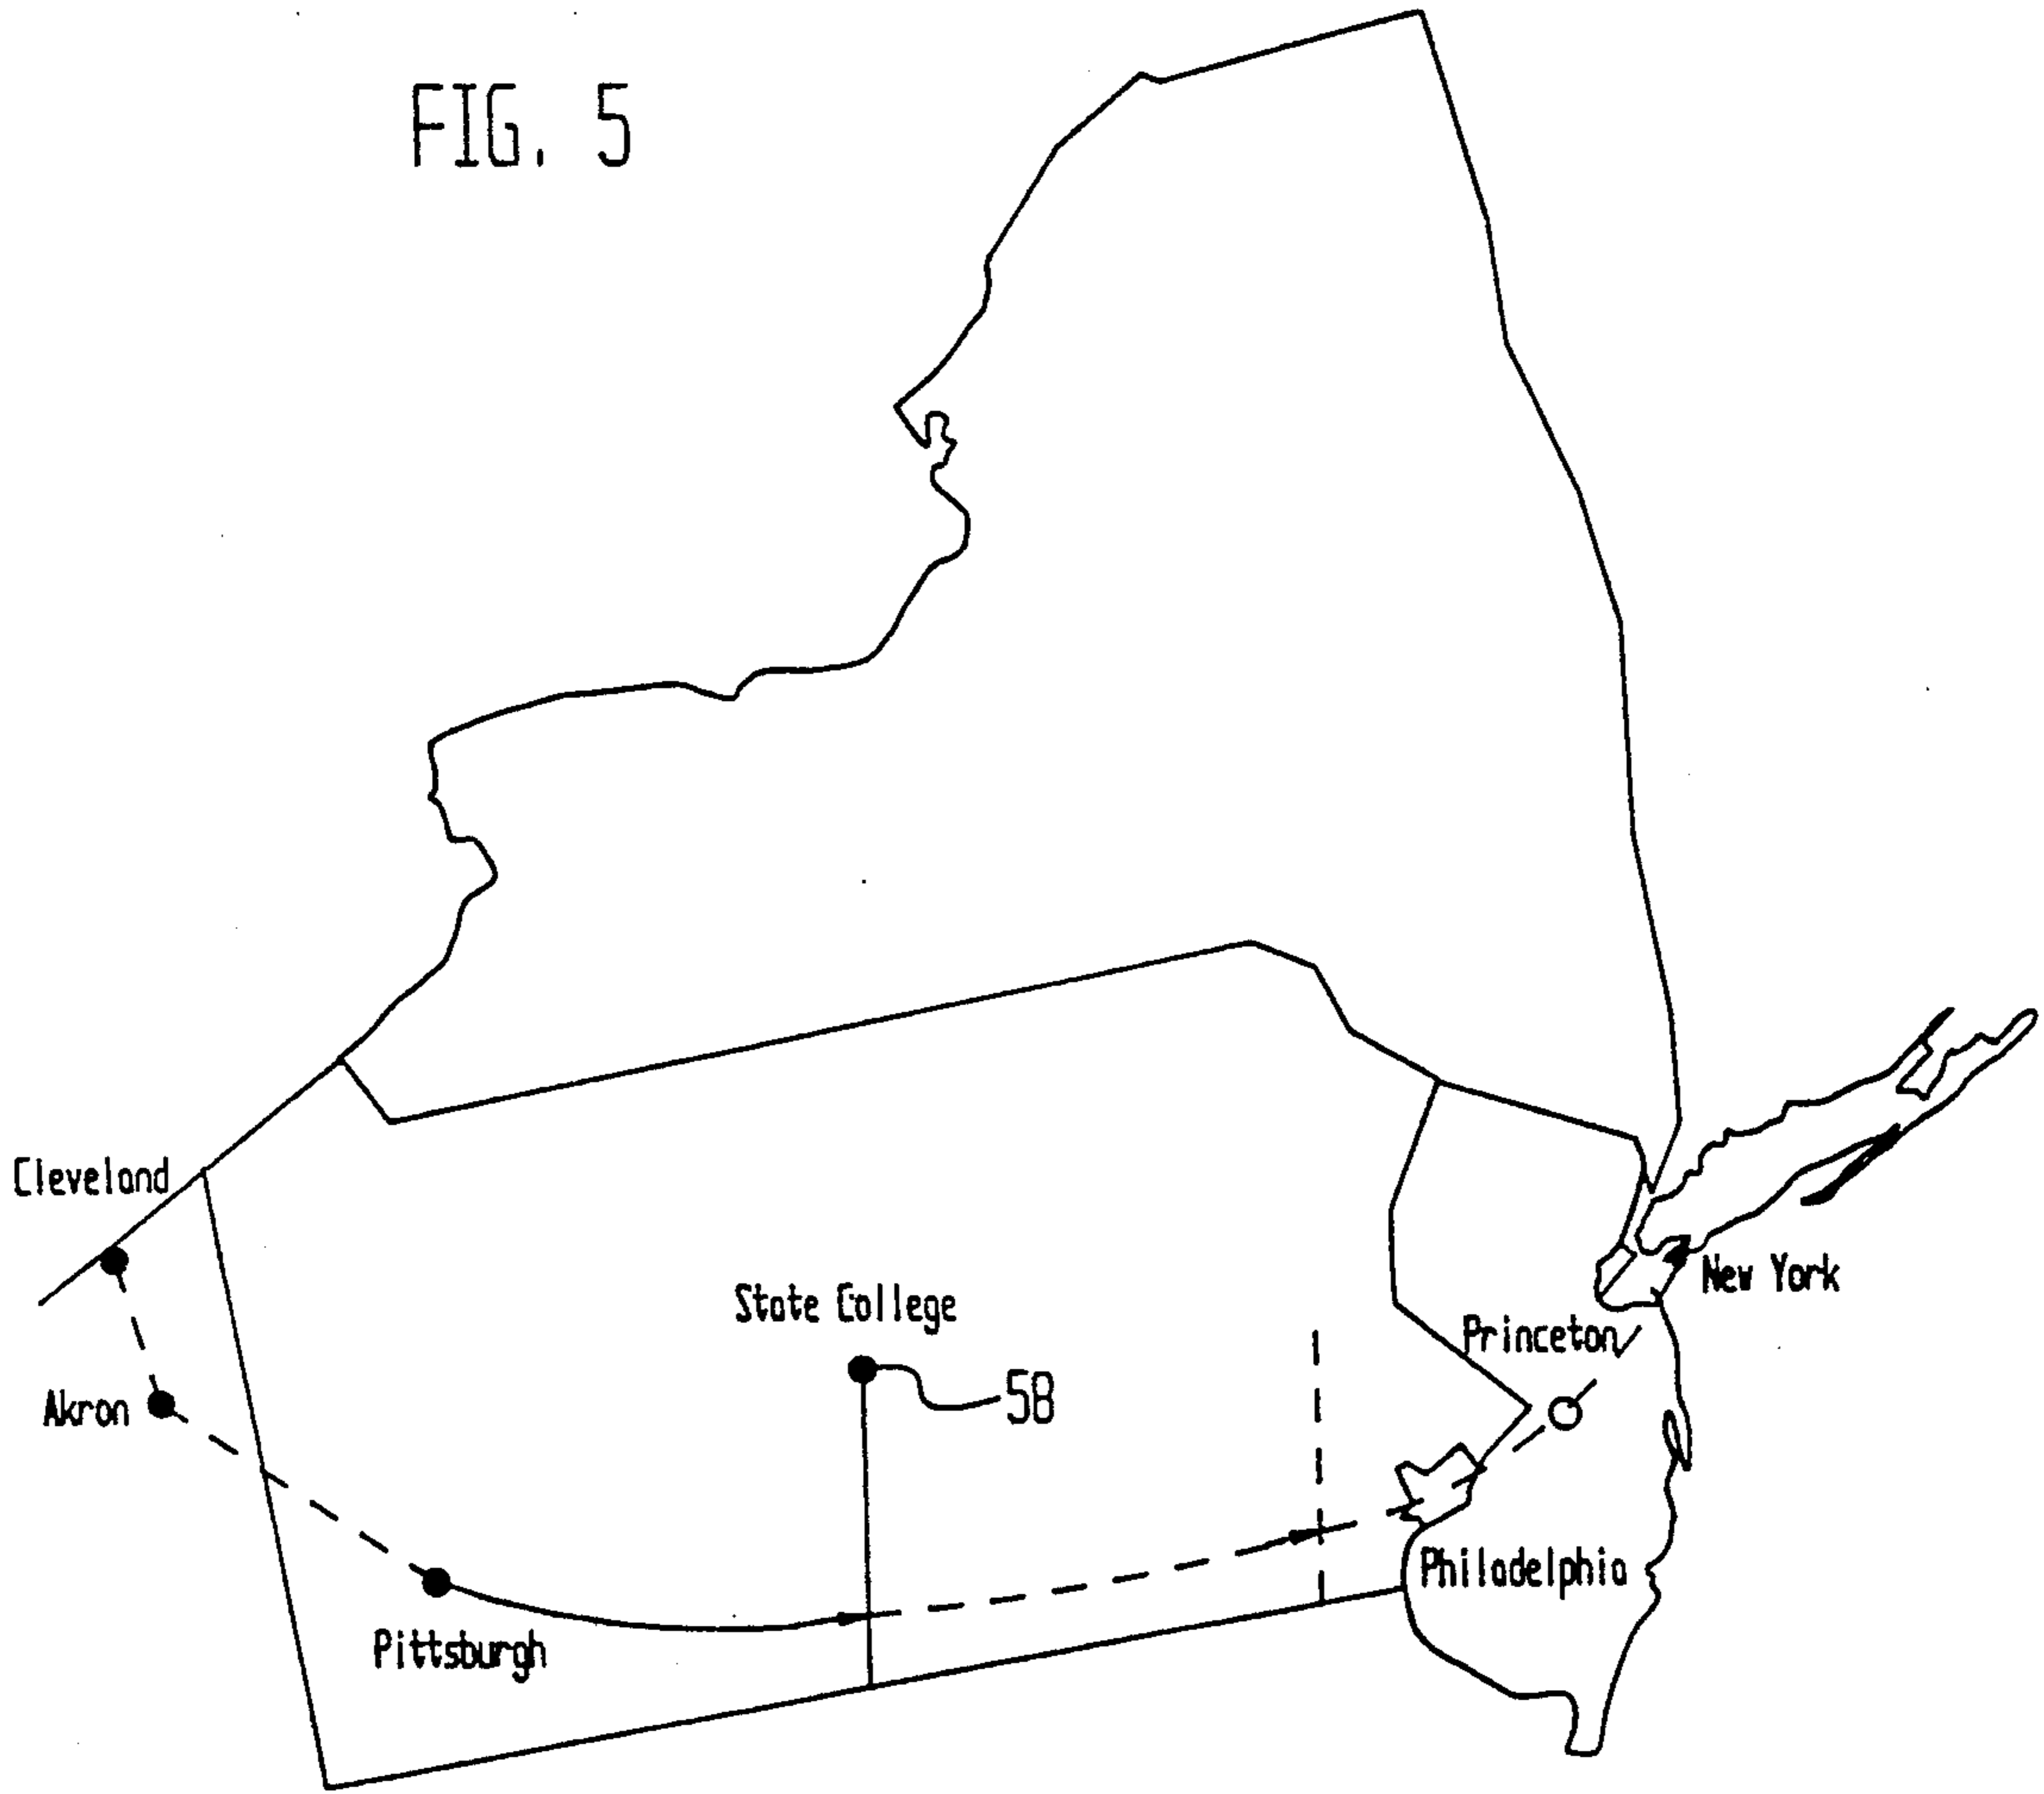 FIG. 5
Cleveland
New York
State College
Princeton
58
Akron
Philadelphia
Pittsburgh